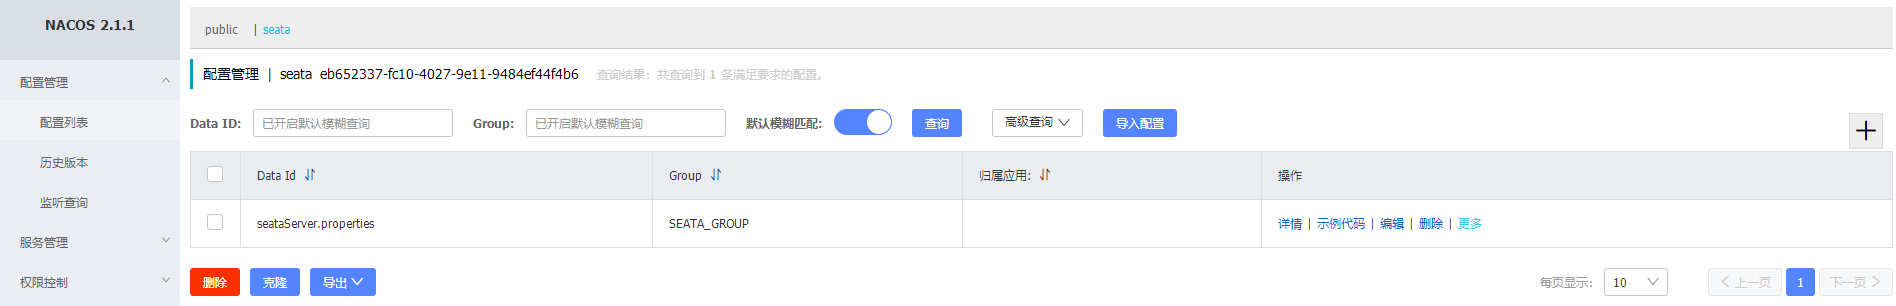 NACOS 2.1.1
配置管理
配置列表
历史版本
监听查询
服务管理
权限控制
public | seata
配置管理 | seata eb652337-fc10-4027-9e11-9484ef44f4b6 查询结果：共查询到 1 条满足要求的配置。
Data ID: 已开启默认模糊查询 Group: 已开启默认模糊查询 默认模糊匹配: 查询 高级查询 导入配置
Data Id Group 归属应用: 操作
seataServer.properties SEATA_GROUP 详情 | 示例代码 | 编辑 | 删除 | 更多
删除 克隆 导出 每页显示: 10 上一页 1 下一页